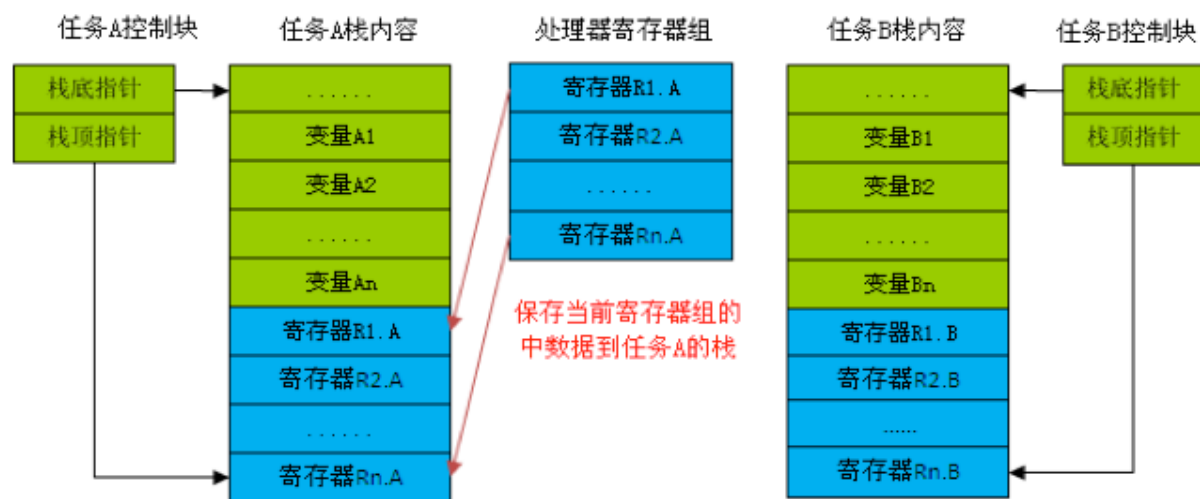 任务A控制块
任务A栈内容
处理器寄存器组
任务B栈内容
任务B控制块
栈底指针
栈顶指针
......
变量A1
变量A2
......
变量An
寄存器R1.A
寄存器R2.A
......
寄存器Rn.A
寄存器R1.A
寄存器R2.A
......
寄存器Rn.A
保存当前寄存器组的
中数据到任务A的栈
......
变量B1
变量B2
......
变量Bn
寄存器R1.B
寄存器R2.B
......
寄存器Rn.B
栈底指针
栈顶指针